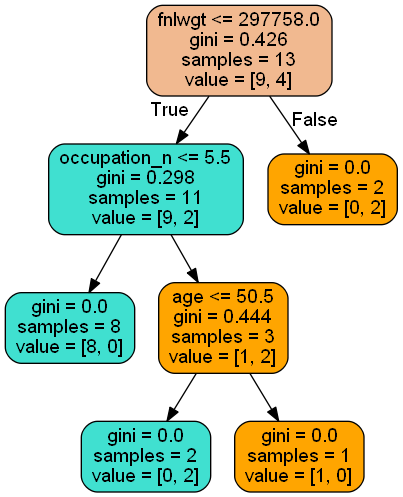 fnlwgt <= 297758.0
gini = 0.426
samples = 13
value = [9, 4]
True
False
occupation_n <= 5.5
gini = 0.298
samples = 11
value = [9, 2]
gini = 0.0
samples = 2
value = [0, 2]
gini = 0.0
samples = 8
value = [8, 0]
age <= 50.5
gini = 0.444
samples = 3
value = [1, 2]
gini = 0.0
samples = 2
value = [0, 2]
gini = 0.0
samples = 1
value = [1, 0]